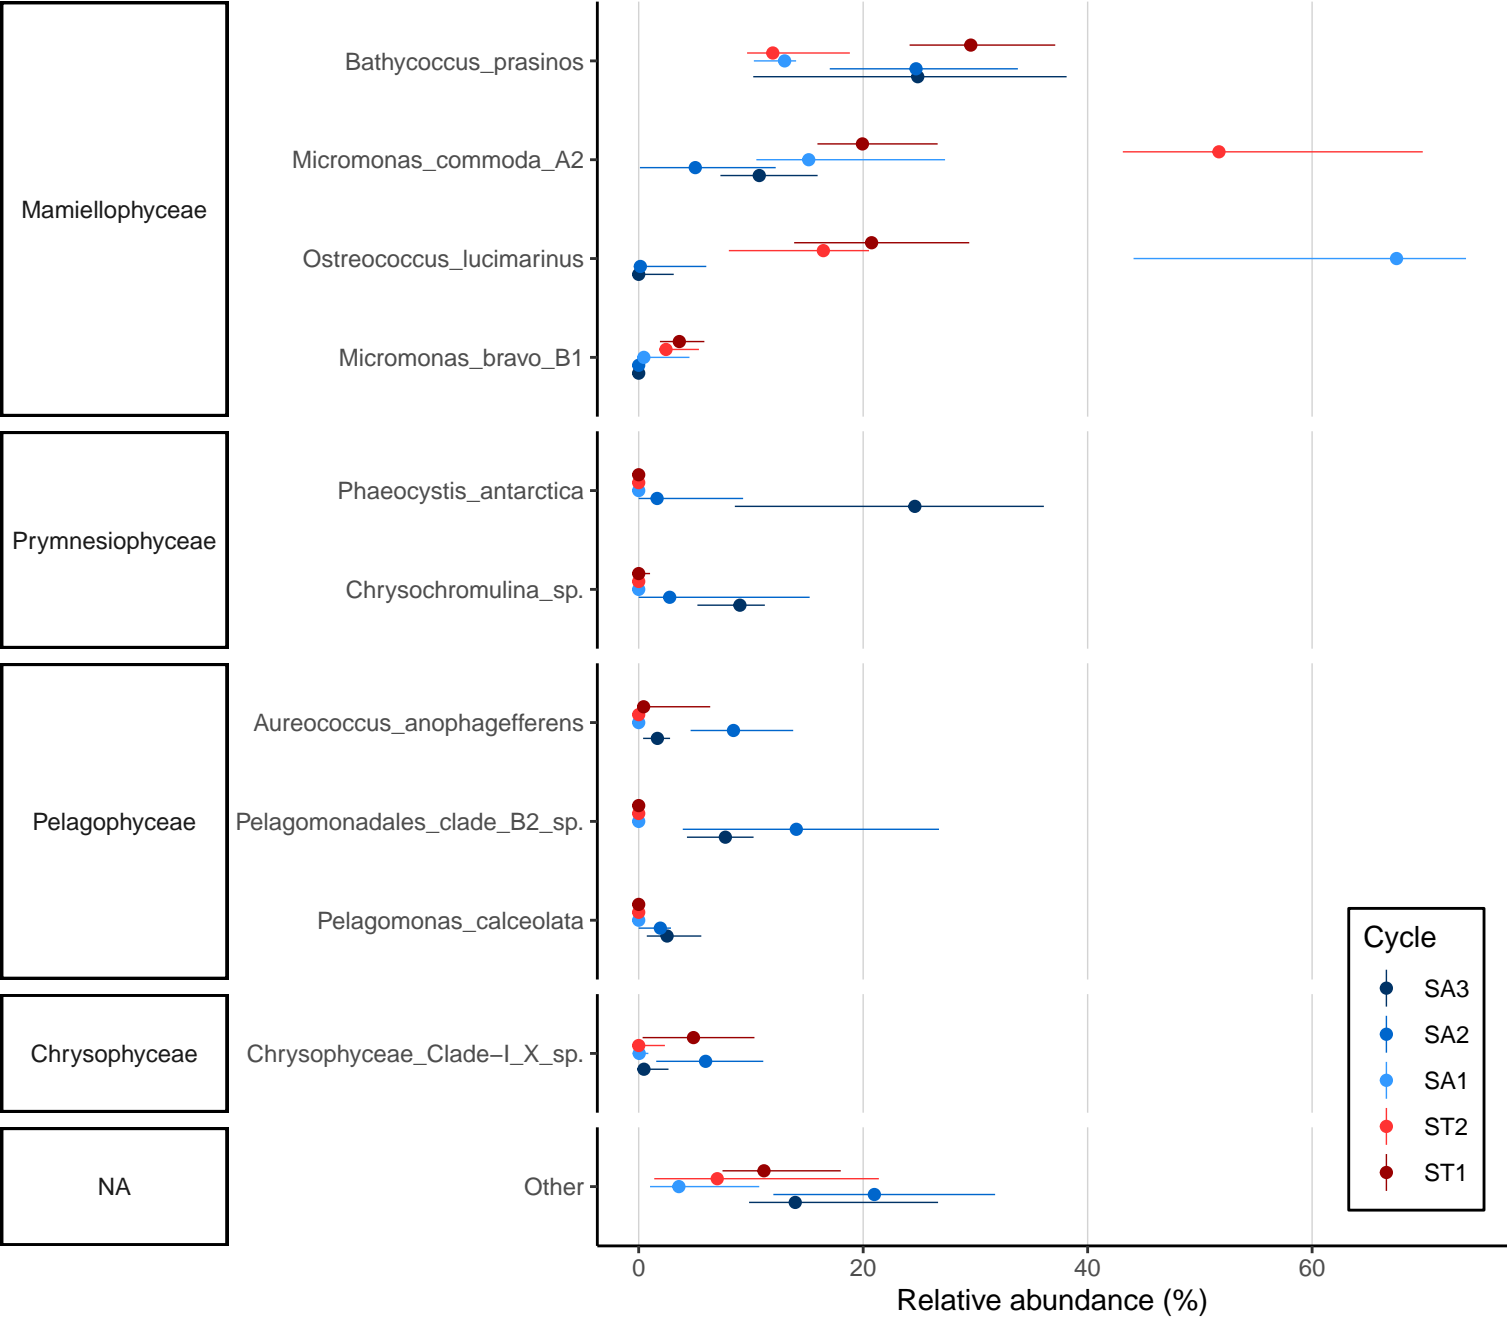 Mamiellophyceae
Bathycoccus_prasinos
Micromonas_commoda_A2
Ostreococcus_lucimarinus
Micromonas_bravo_B1
Prymnesiophyceae
Phaeocystis_antarctica
Chrysochromulina_sp.
Pelagophyceae
Aureococcus_anophagefferens
Pelagomonadales_clade_B2_sp.
Pelagomonas_calceolata
Chrysophyceae
Chrysophyceae_Clade−I_X_sp.
NA
Other
Cycle
SA3
SA2
SA1
ST2
ST1
0 20 40 60
Relative abundance (%)